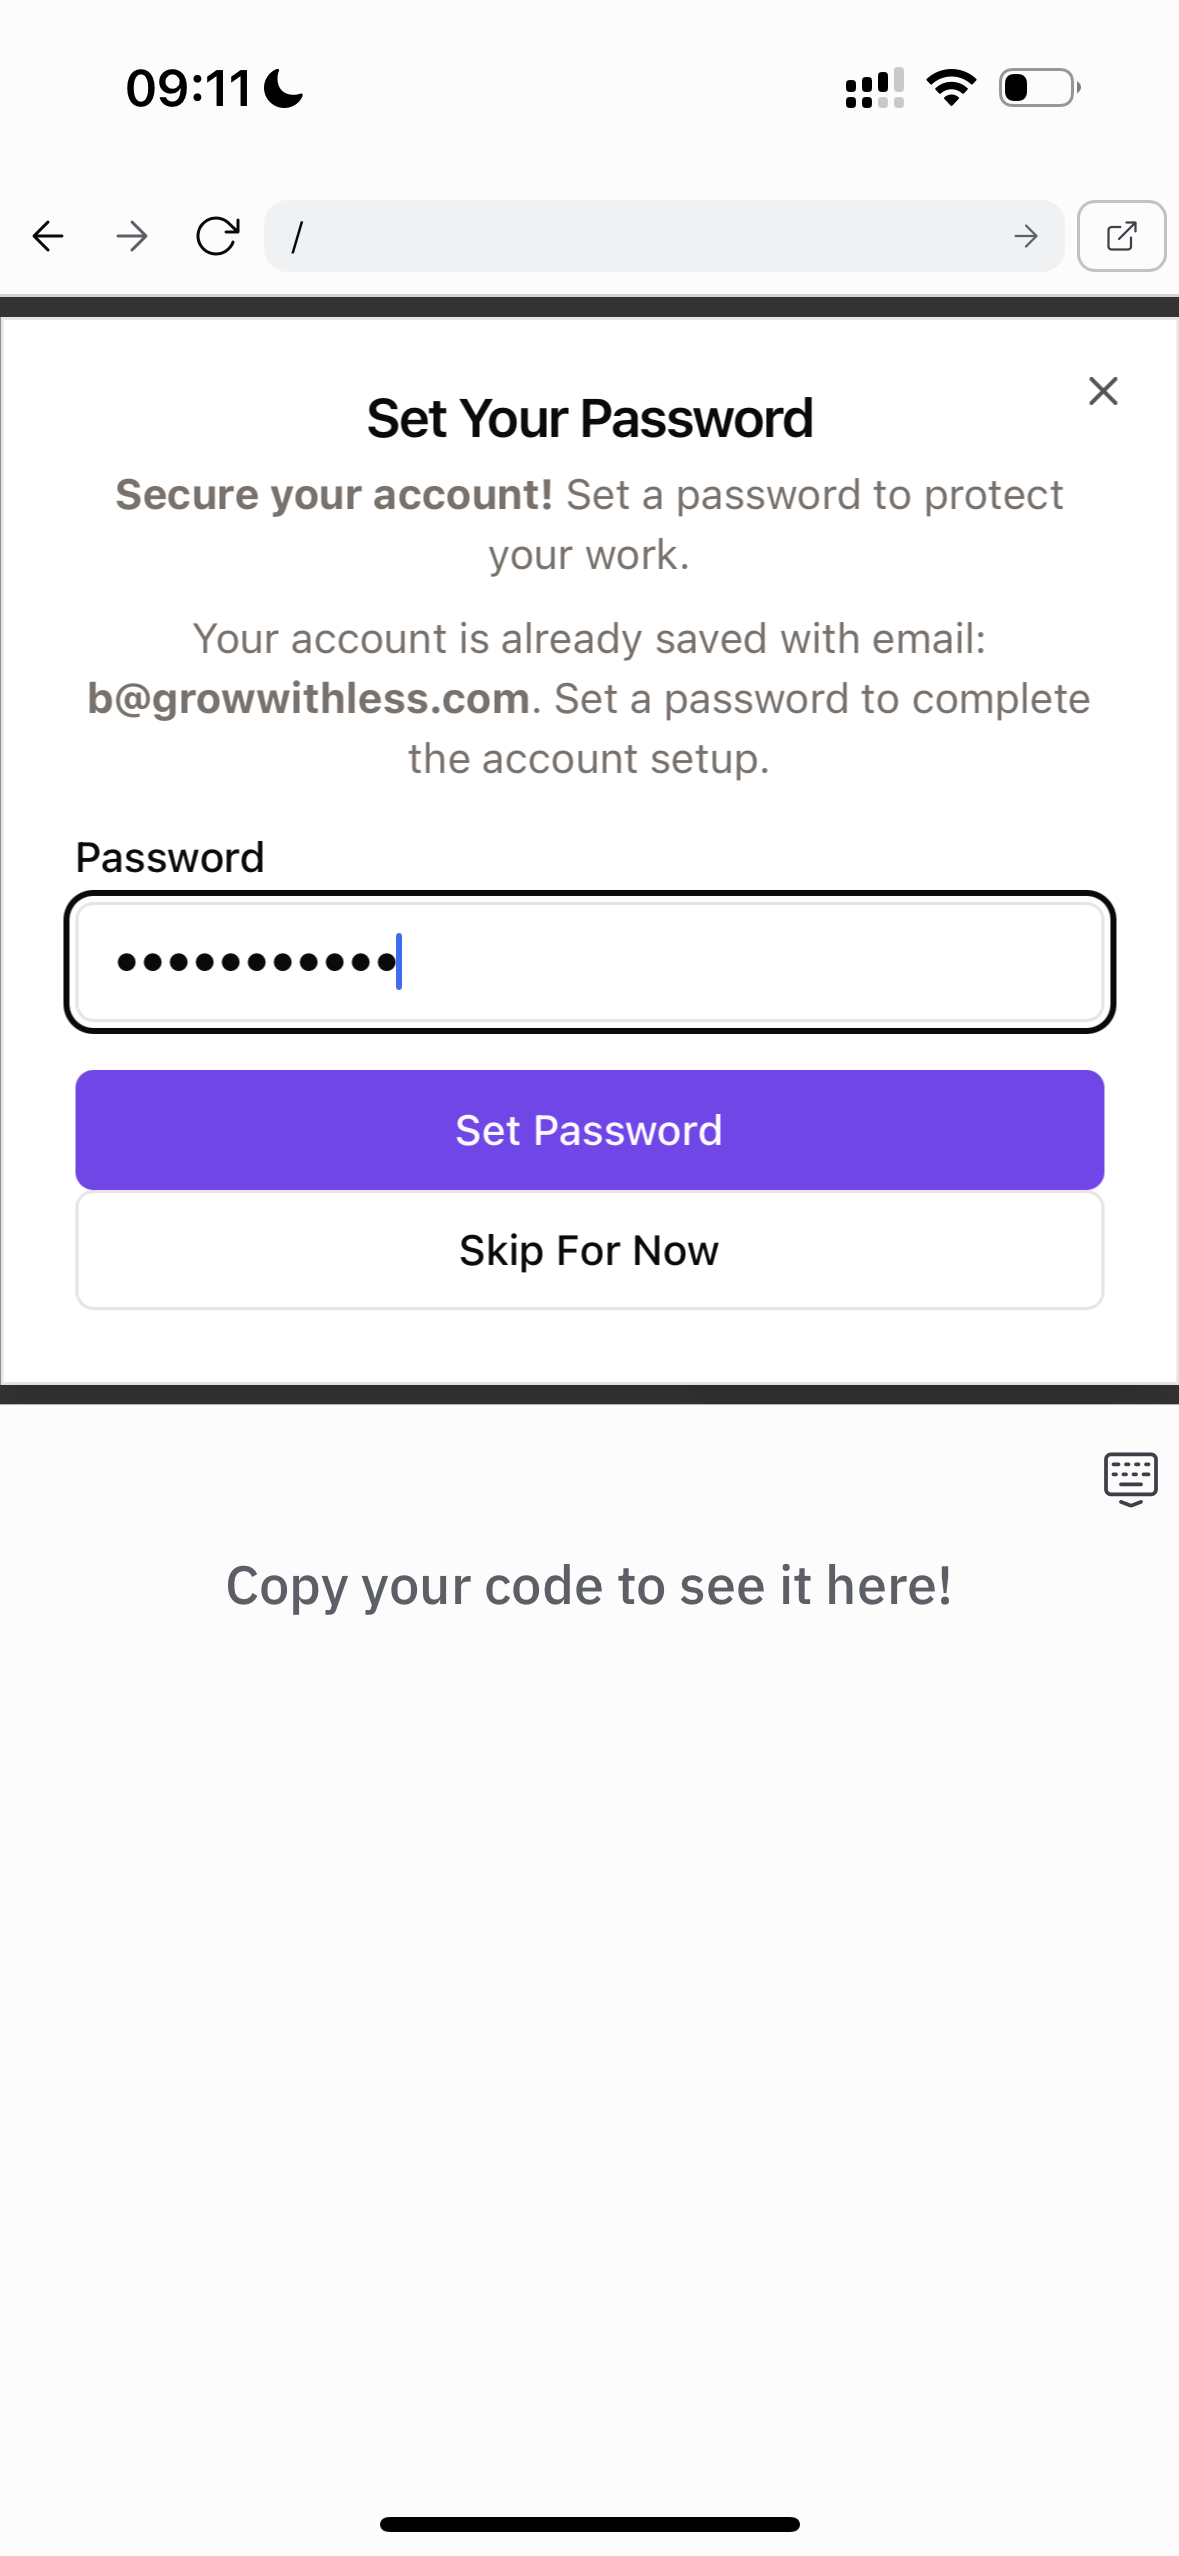 09:11
/
Set Your Password
Secure your account! Set a password to protect
your work.
Your account is already saved with email:
b@growwithless.com. Set a password to complete
the account setup.
Password
•••••••••••
Set Password
Skip For Now
Copy your code to see it here!